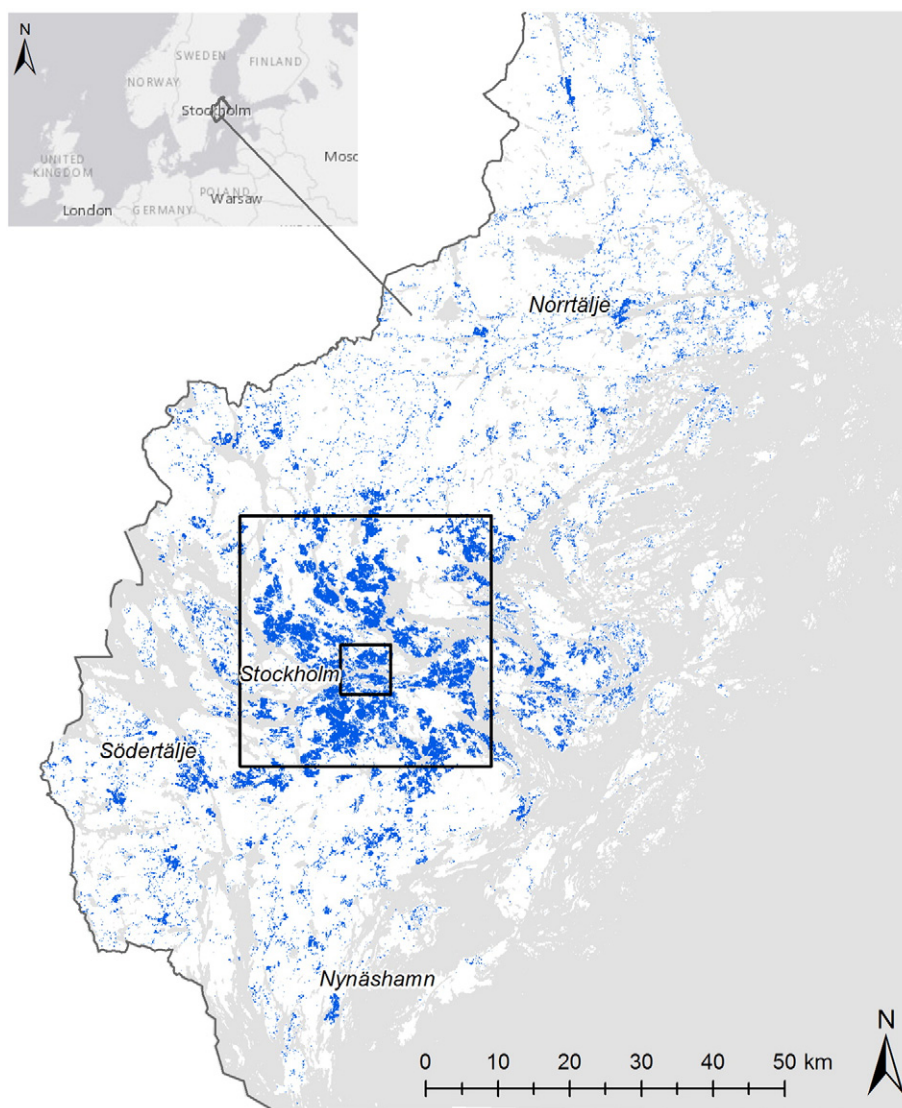 N
SWEDEN
FINLAND
NORWAY
Stockholm
UNITED
KINGDOM
Mosc
POLAND
Warsaw
London
GERMANY
Norrtälje
Stockholm
Södertälje
Nynäshamn
N
0 10 20 30 40 50 km